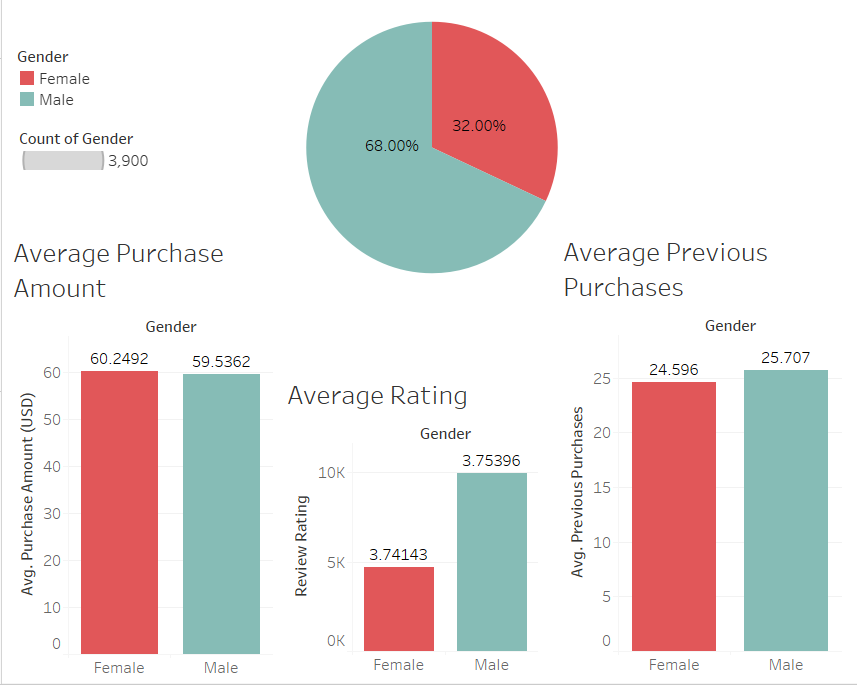 Gender
Female
Male
Count of Gender
3,900
32.00%
68.00%
Average Purchase
Amount
Gender
60.2492
59.5362
60
50
40
30
20
10
0
Avg. Purchase Amount (USD)
Female
Male
Average Rating
Gender
3.75396
3.74143
10K
5K
0K
Review Rating
Female
Male
Average Previous
Purchases
Gender
24.596
25.707
25
20
15
10
5
0
Avg. Previous Purchases
Female
Male